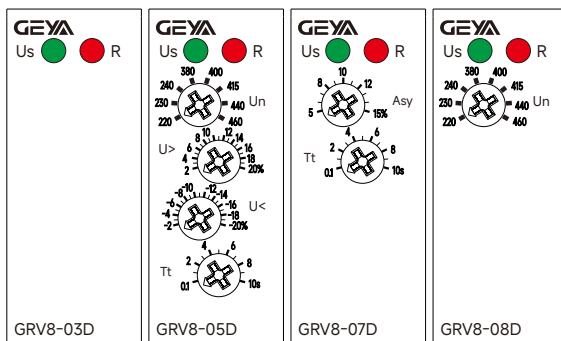 GEYA
Us R
GRV8-03D
GEYA
Us R
380 400
240 415
230 440
220 460
Un
U>
10 12
8 14
6 16
4 18
2 20%
U<
-10 -12
-8 -14
-6 -16
-4 -18
-2 -20%
Tt
4 6
2 8
0.1 10s
GRV8-05D
GEYA
Us R
10
8 12
5 15%
Asy
Tt
4 6
2 8
0.1 10s
GRV8-07D
GEYA
Us R
380 400
240 415
230 440
220 460
Un
GRV8-08D